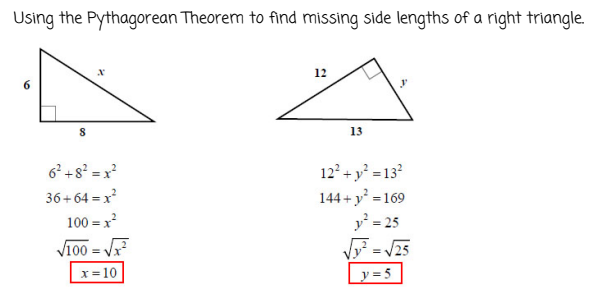 Using the Pythagorean Theorem to find missing side lengths of a right triangle.
6
x
8
6² + 8² = x²
36 + 64 = x²
100 = x²
√100 = √x²
x = 10
12
y
13
12² + y² = 13²
144 + y² = 169
y² = 25
√y² = √25
y = 5